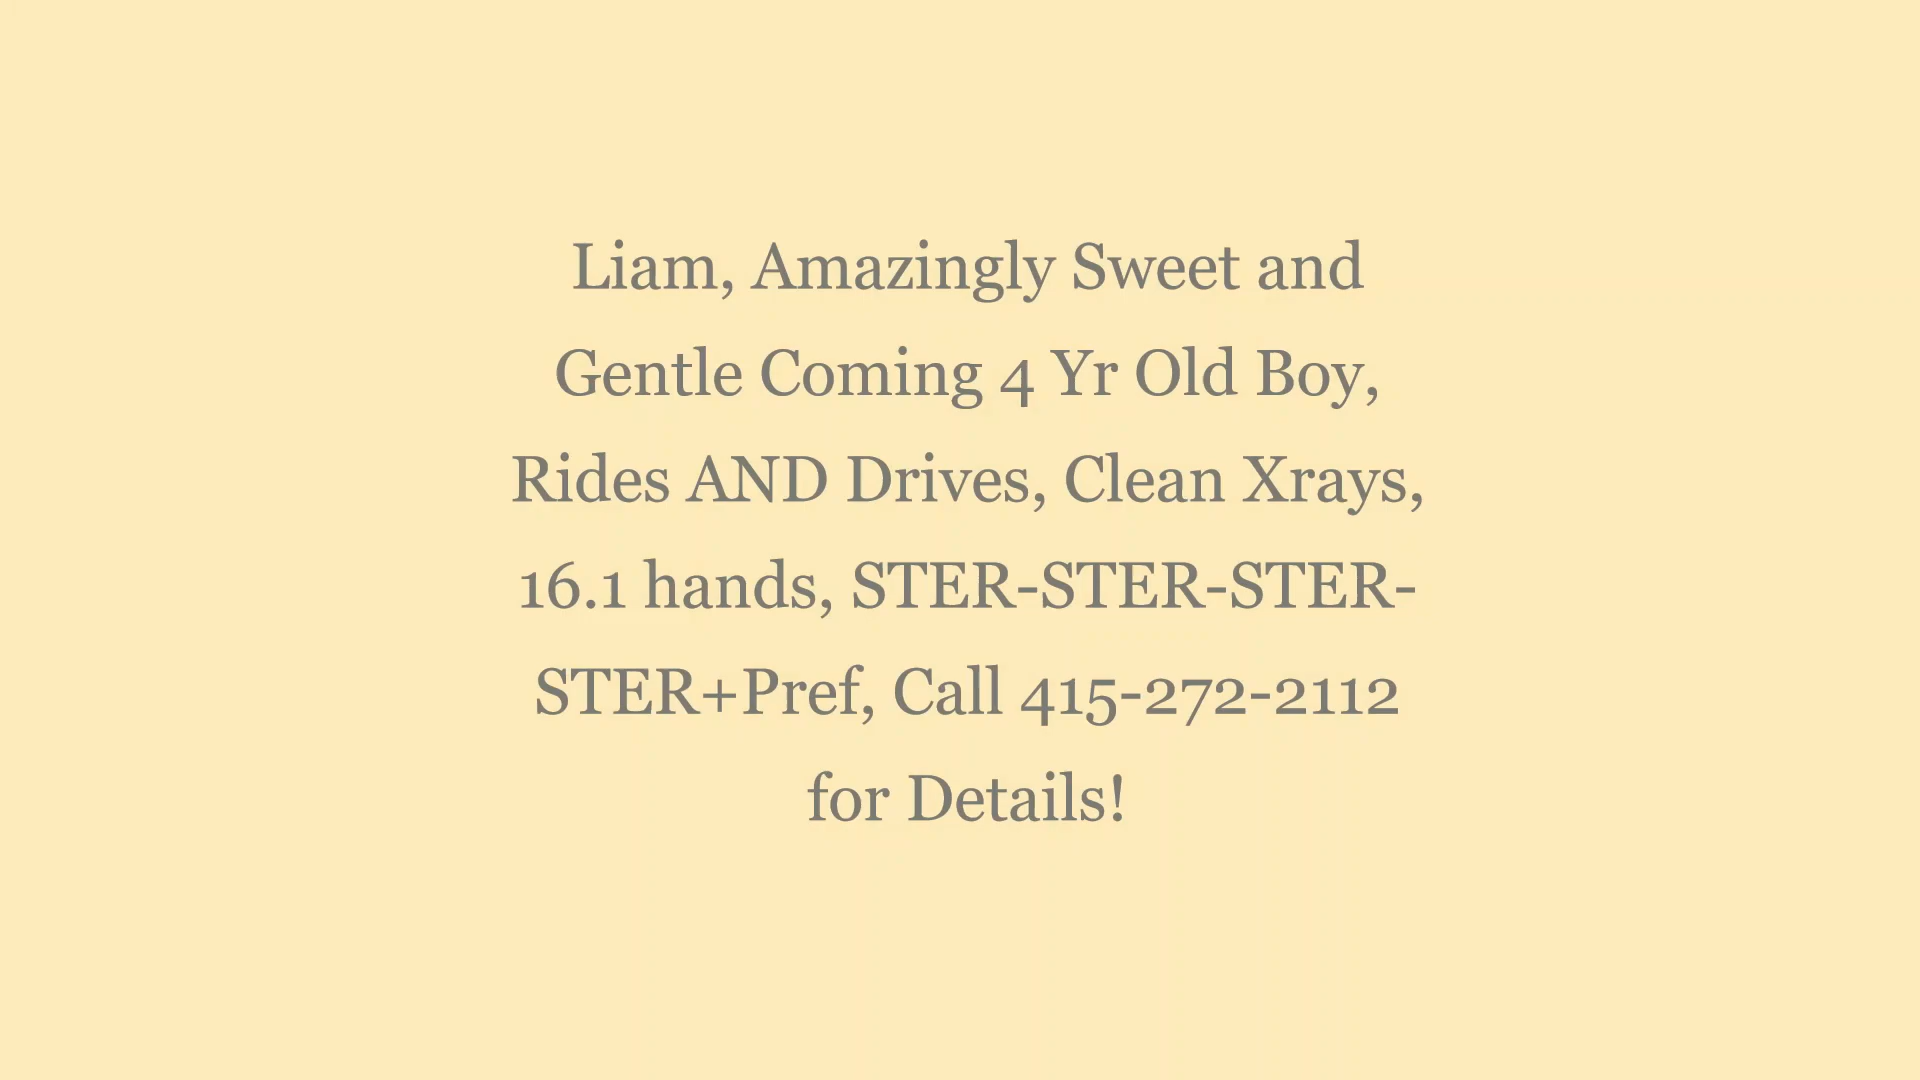 Liam, Amazingly Sweet and
Gentle Coming 4 Yr Old Boy,
Rides AND Drives, Clean Xrays,
16.1 hands, STER-STER-STER-
STER+Pref, Call 415-272-2112
for Details!